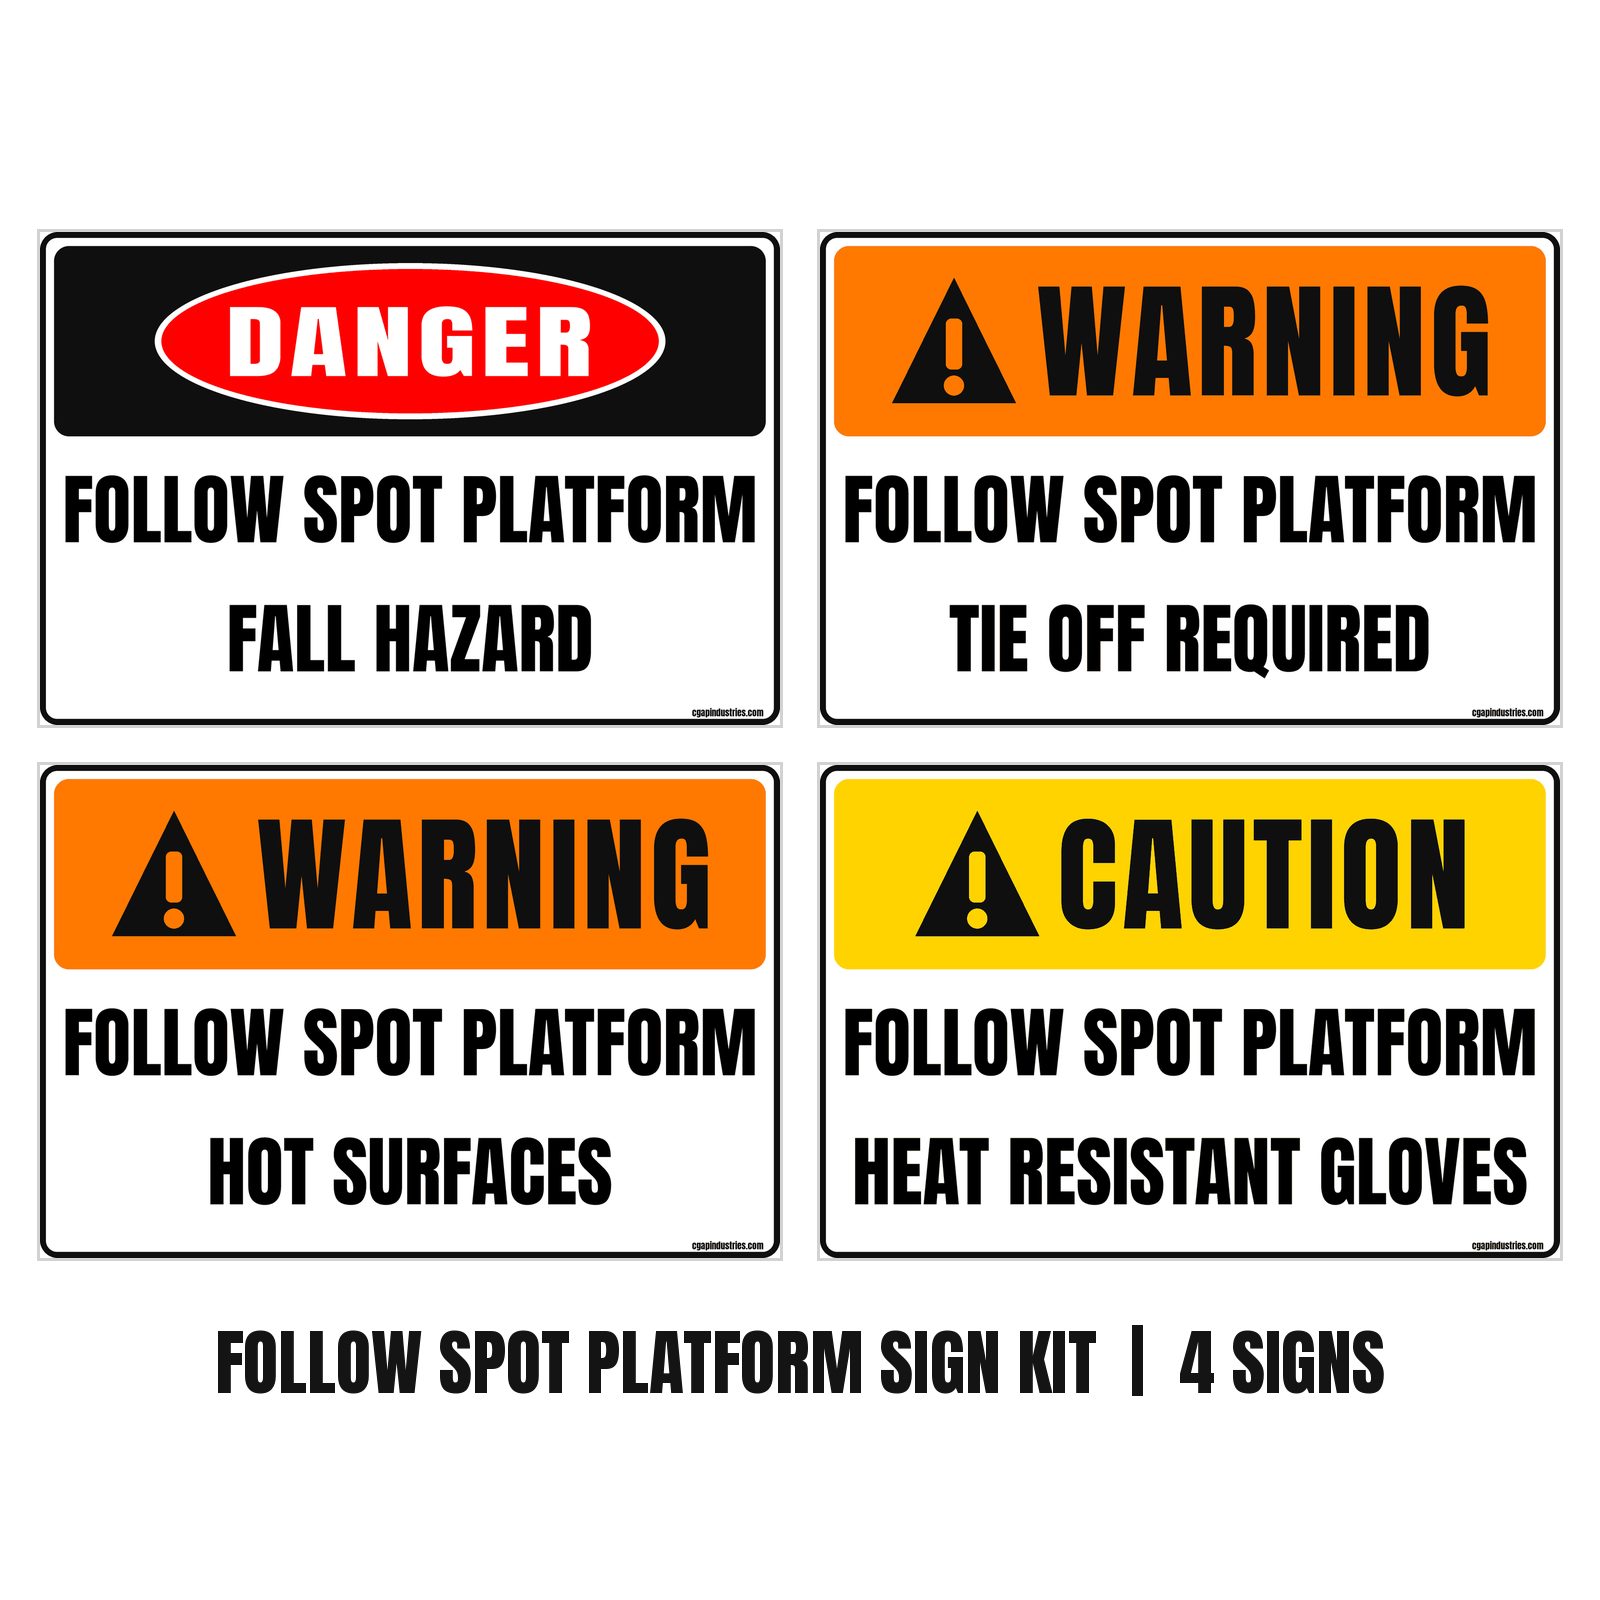 DANGER
FOLLOW SPOT PLATFORM
FALL HAZARD
cgapindustries.com
WARNING
FOLLOW SPOT PLATFORM
TIE OFF REQUIRED
cgapindustries.com
WARNING
FOLLOW SPOT PLATFORM
HOT SURFACES
cgapindustries.com
CAUTION
FOLLOW SPOT PLATFORM
HEAT RESISTANT GLOVES
cgapindustries.com
FOLLOW SPOT PLATFORM SIGN KIT | 4 SIGNS